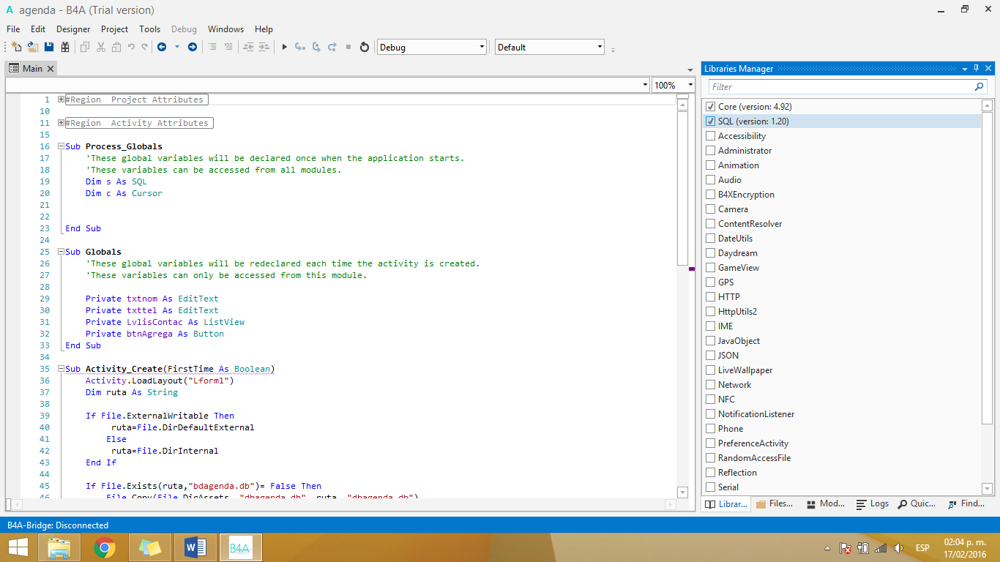 agenda - B4A (Trial version)
File Edit Designer Project Tools Debug Windows Help
Debug Default
Main
100%
1 #Region  Project Attributes
10
11 #Region  Activity Attributes
15
16 Sub Process_Globals
17 'These global variables will be declared once when the application starts.
18 'These variables can be accessed from all modules.
19 Dim s As SQL
20 Dim c As Cursor
21
22
23 End Sub
24
25 Sub Globals
26 'These global variables will be redeclared each time the activity is created.
27 'These variables can only be accessed from this module.
28
29 Private txtnom As EditText
30 Private txttel As EditText
31 Private LvlisContac As ListView
32 Private btnAgrega As Button
33 End Sub
34
35 Sub Activity_Create(FirstTime As Boolean)
36 Activity.LoadLayout("Lform1")
37 Dim ruta As String
38
39 If File.ExternalWritable Then
40 ruta=File.DirDefaultExternal
41 Else
42 ruta=File.DirInternal
43 End If
44
45 If File.Exists(ruta,"bdagenda.db")= False Then
46 File.Copy(File.DirAssets, "dbagenda.db", ruta, "dbagenda.db")
Libraries Manager
Filter
Core (version: 4.92)
SQL (version: 1.20)
Accessibility
Administrator
Animation
Audio
B4XEncryption
Camera
ContentResolver
DateUtils
Daydream
GameView
GPS
HTTP
HttpUtils2
IME
JavaObject
JSON
LiveWallpaper
Network
NFC
NotificationListener
Phone
PreferenceActivity
RandomAccessFile
Reflection
Serial
Librar... Files... Mod... Logs Quic... Find...
B4A-Bridge: Disconnected
B4A
ESP
02:04 p. m.
17/02/2016